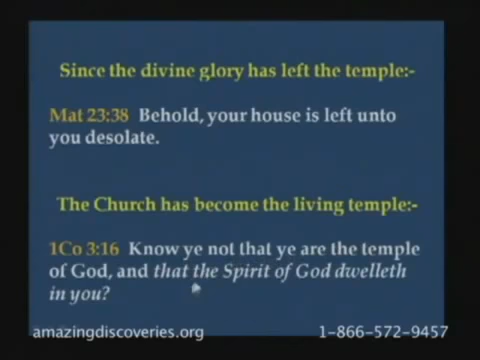 Since the divine glory has left the temple:-
Mat 23:38 Behold, your house is left unto
you desolate.
The Church has become the living temple:-
1Co 3:16 Know ye not that ye are the temple
of God, and that the Spirit of God dwelleth
in you?
amazingdiscoveries.org 1-866-572-9457